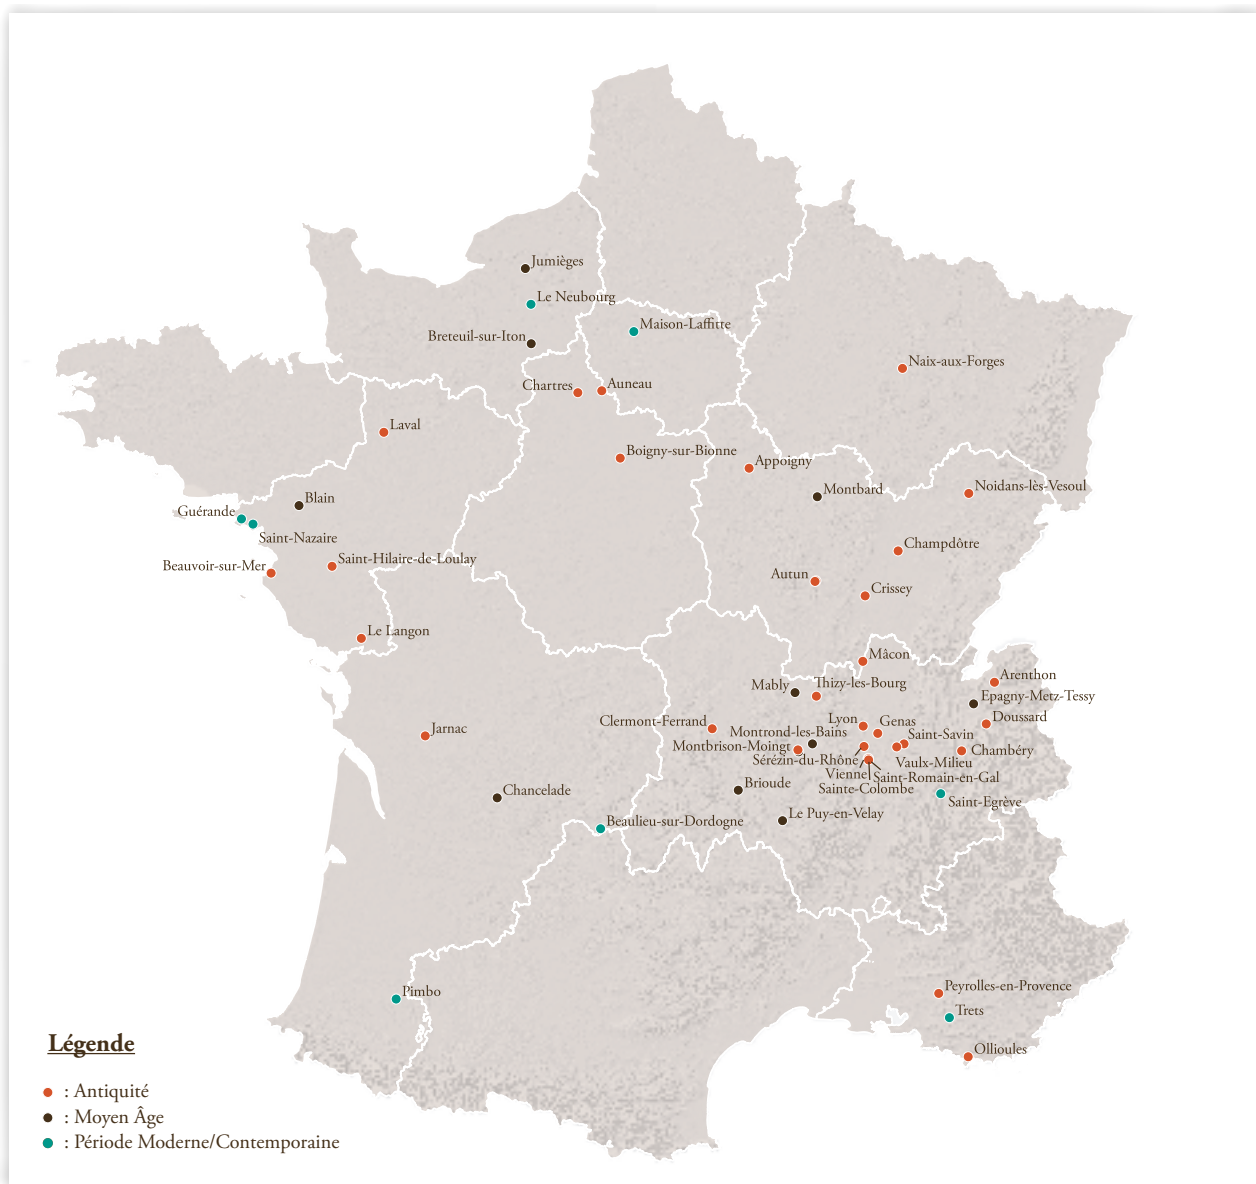 Jumièges
Le Neubourg
Maison-Laffitte
Breteuil-sur-Iton
Naix-aux-Forges
Chartres
Auneau
Laval
Boigny-sur-Bionne
Appoigny
Noidans-lès-Vesoul
Montbard
Blain
Guérande
Saint-Nazaire
Champdôtre
Saint-Hilaire-de-Loulay
Beauvoir-sur-Mer
Autun
Crissey
Le Langon
Mâcon
Arenthon
Mably
Thizy-les-Bourg
Epagny-Metz-Tessy
Doussard
Clermont-Ferrand
Lyon
Genas
Jarnac
Montrond-les-Bains
Saint-Savin
Montbrison-Moingt
Chambéry
Sérézin-du-Rhône
Vaulx-Milieu
Vienne
Saint-Romain-en-Gal
Brioude
Sainte-Colombe
Chancelade
Saint-Egrève
Le Puy-en-Velay
Beaulieu-sur-Dordogne
Peyrolles-en-Provence
Pimbo
Trets
Ollioules
Légende
: Antiquité
: Moyen Âge
: Période Moderne/Contemporaine